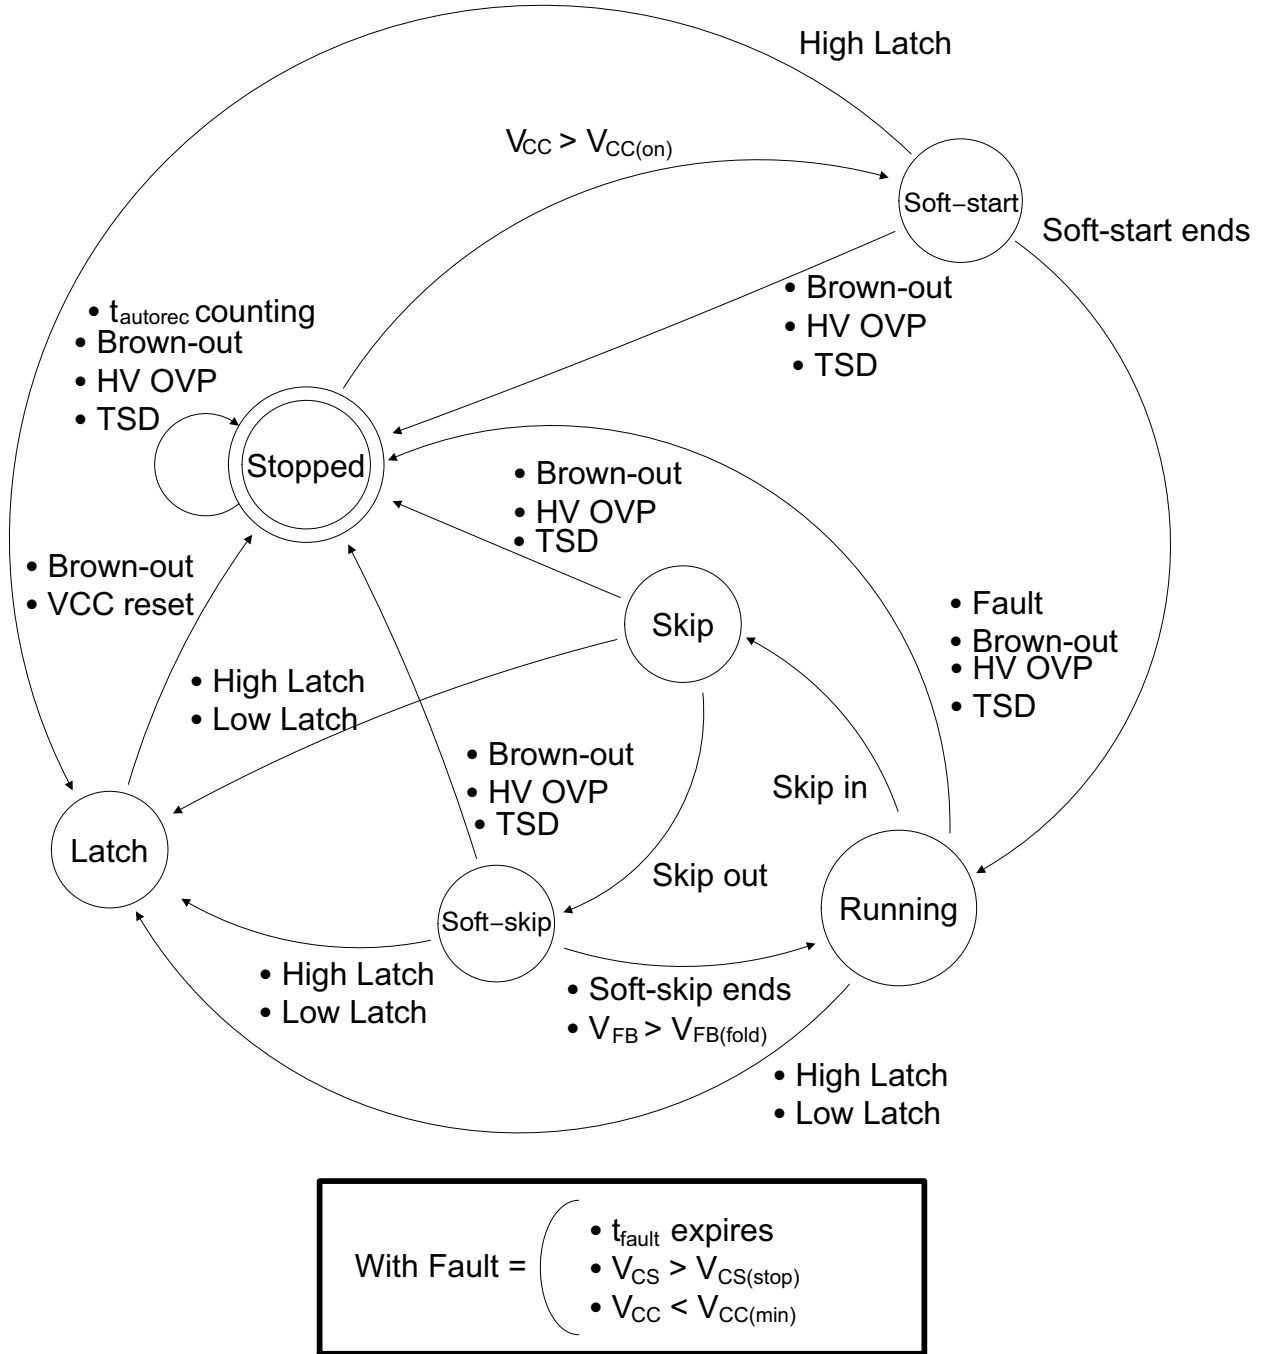 High Latch
VCC > VCC(on)
Soft−start
Soft-start ends
• Brown-out
• HV OVP
• TSD
• tautorec counting
• Brown-out
• HV OVP
• TSD
Stopped
• Brown-out
• HV OVP
• TSD
• Brown-out
• VCC reset
• Fault
• Brown-out
• HV OVP
• TSD
Skip
• High Latch
• Low Latch
• Brown-out
• HV OVP
• TSD
Skip in
Latch
Skip out
Running
Soft−skip
• High Latch
• Low Latch
• Soft-skip ends
• VFB > VFB(fold)
• High Latch
• Low Latch
With Fault =
• tfault expires
• VCS > VCS(stop)
• VCC < VCC(min)